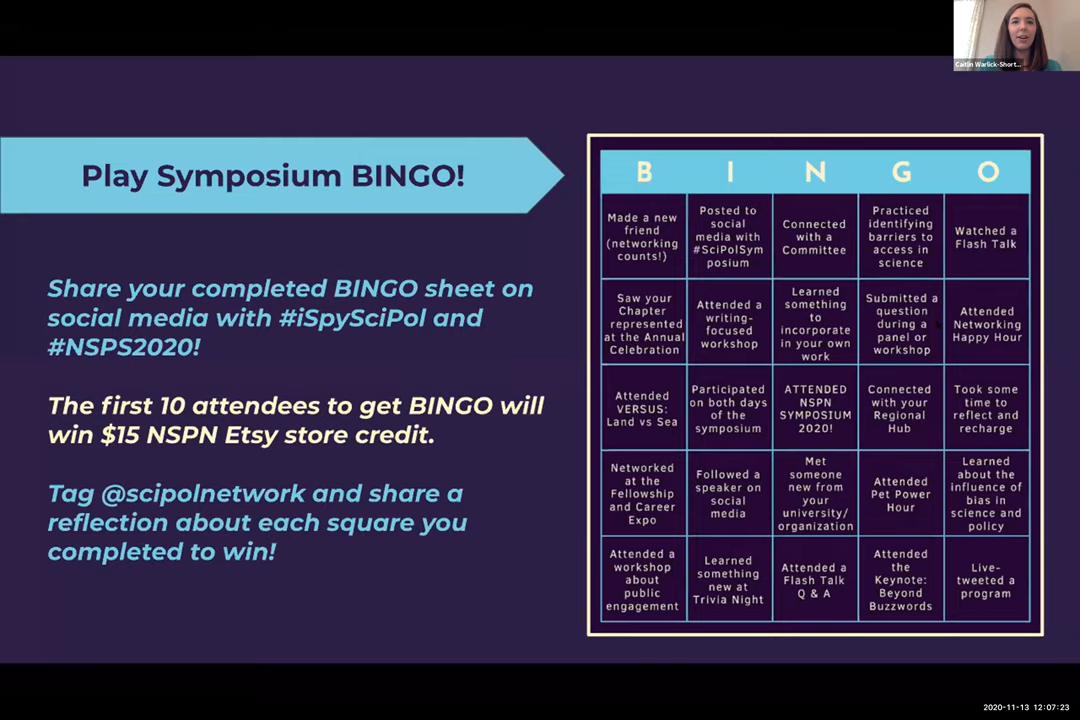 Caitlin Warlick-Short...
Play Symposium BINGO!
Share your completed BINGO sheet on
social media with #iSpySciPol and
#NSPS2020!
The first 10 attendees to get BINGO will
win $15 NSPN Etsy store credit.
Tag @scipolnetwork and share a
reflection about each square you
completed to win!
B I N G O
Made a new
friend
(networking
counts!)
Posted to
social
media with
#SciPolSym
posium
Connected
with a
Committee
Practiced
identifying
barriers to
access in
science
Watched a
Flash Talk
Saw your
Chapter
represented
at the Annual
Celebration
Attended a
writing-
focused
workshop
Learned
something
to
incorporate
in your own
work
Submitted a
question
during a
panel or
workshop
Attended
Networking
Happy Hour
Attended
VERSUS:
Land vs Sea
Participated
on both days
of the
symposium
ATTENDED
NSPN
SYMPOSIUM
2020!
Connected
with your
Regional
Hub
Took some
time to
reflect and
recharge
Networked
at the
Fellowship
and Career
Expo
Followed a
speaker on
social
media
Met
someone
new from
your
university/
organization
Attended
Pet Power
Hour
Learned
about the
influence of
bias in
science and
policy
Attended a
workshop
about
public
engagement
Learned
something
new at
Trivia Night
Attended a
Flash Talk
Q & A
Attended
the
Keynote:
Beyond
Buzzwords
Live-
tweeted a
program
2020-11-13 12:07:23